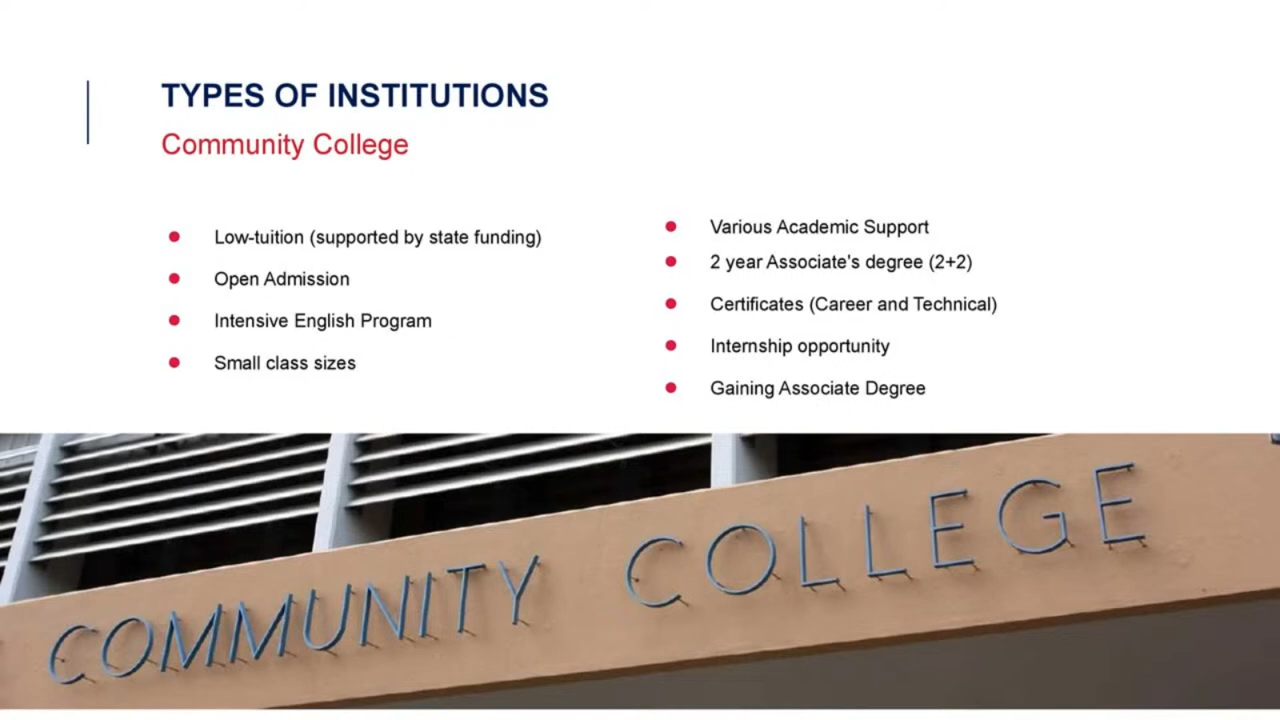 TYPES OF INSTITUTIONS
Community College
Low-tuition (supported by state funding)
Open Admission
Intensive English Program
Small class sizes
Various Academic Support
2 year Associate's degree (2+2)
Certificates (Career and Technical)
Internship opportunity
Gaining Associate Degree
COMMUNITY COLLEGE